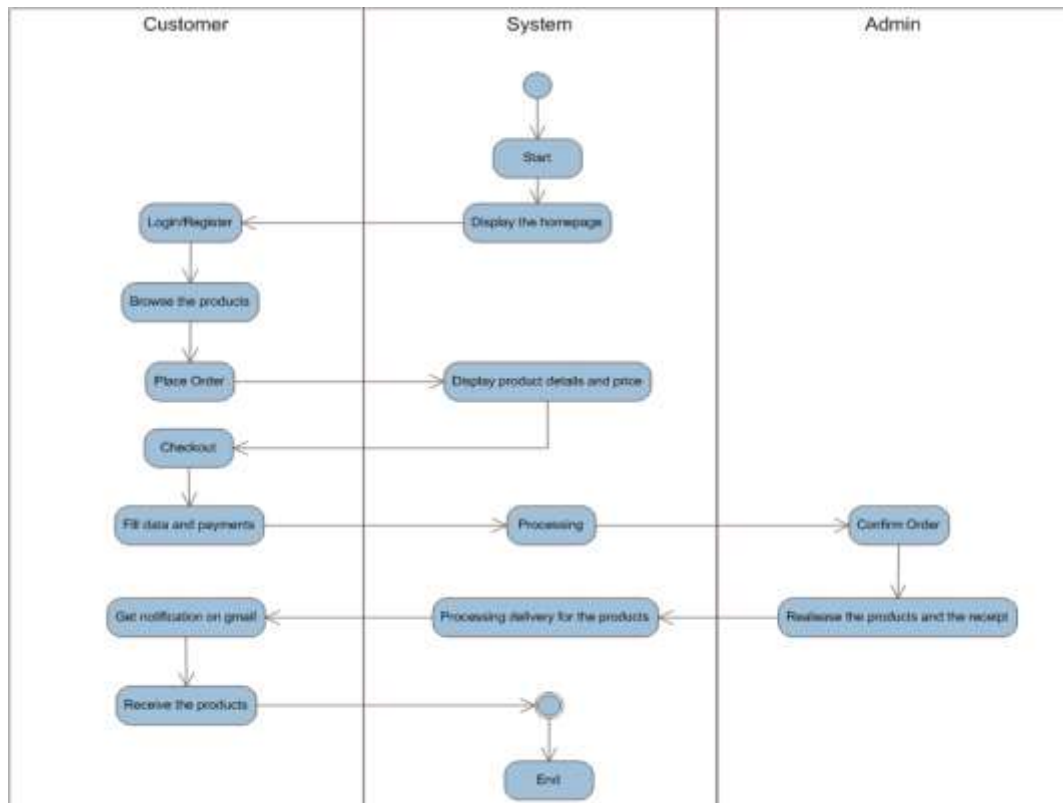 Customer
System
Admin
Start
Display the homepage
Login/Register
Browse the products
Place Order
Display product details and price
Checkout
Fill data and payments
Processing
Confirm Order
Get notification on gmail
Processing delivery for the products
Realease the products and the receipt
Receive the products
End